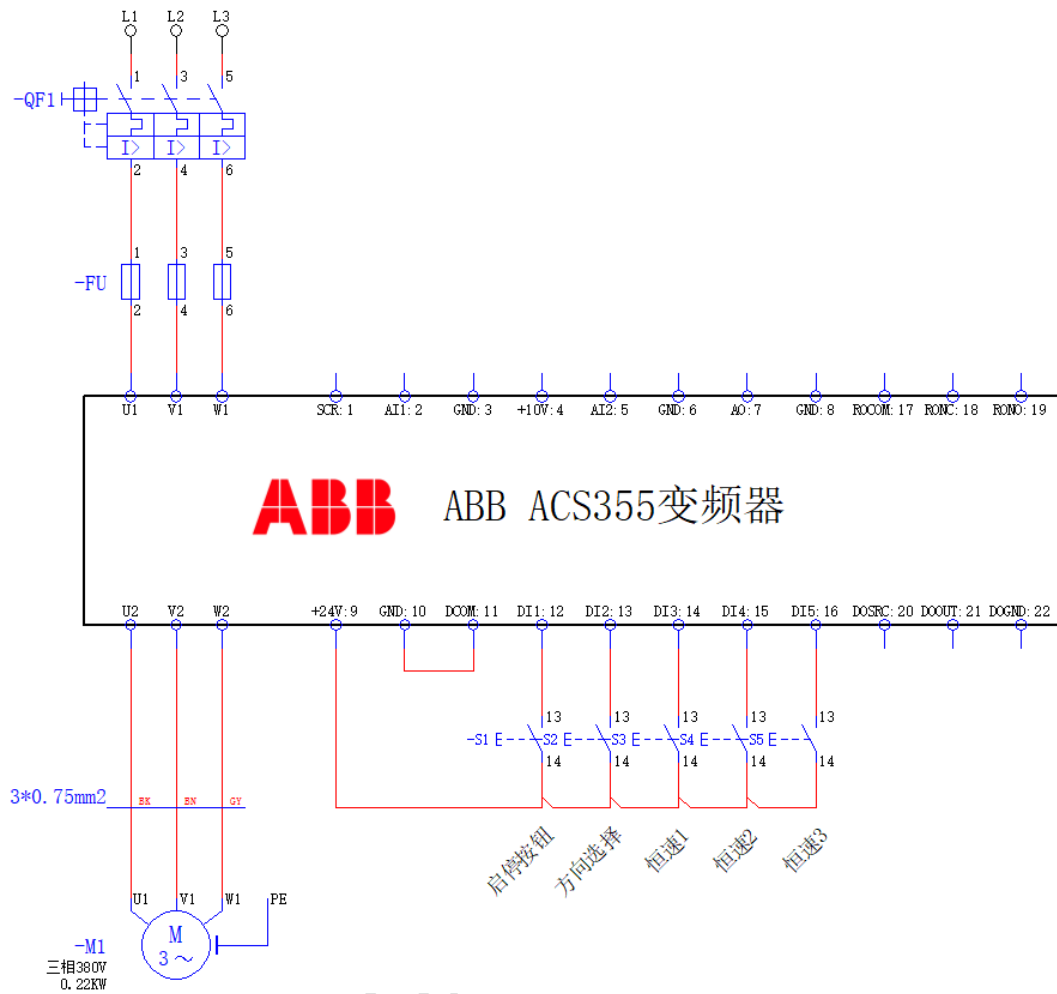 L1 L2 L3
1 3 5
-QF1
I> I> I>
2 4 6
1 3 5
-FU
2 4 6
U1 V1 W1 SCR:1 AI1:2 GND:3 +10V:4 AI2:5 GND:6 AO:7 GND:8 ROCOM:17 RONC:18 RONO:19
ABB ABB ACS355变频器
U2 V2 W2 +24V:9 GND:10 DCOM:11 DI1:12 DI2:13 DI3:14 DI4:15 DI5:16 DOSRC:20 DOOUT:21 DOGND:22
13 13 13 13 13
-S1 S2 S3 S4 S5
14 14 14 14 14
3*0.75mm2 BK BN GY
启停按钮 方向选择 恒速1 恒速2 恒速3
U1 V1 W1 PE
M
3～
-M1
三相380V
0.22KW